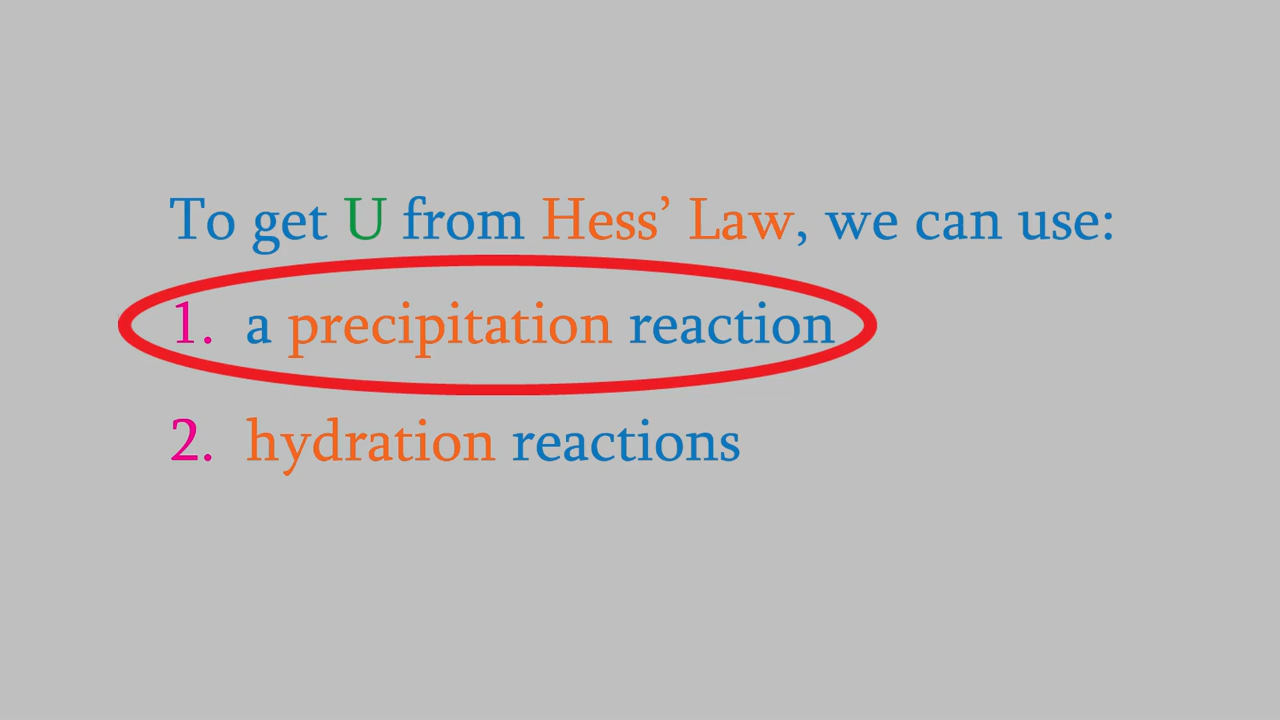 To get U from Hess’ Law, we can use:
1. a precipitation reaction
2. hydration reactions